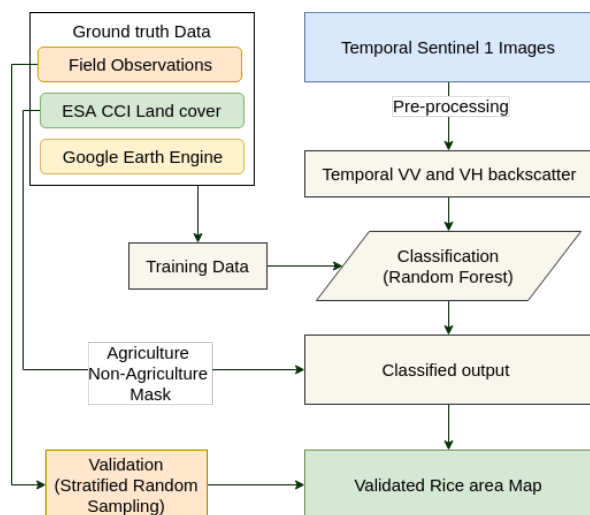 Ground truth Data
Field Observations
ESA CCI Land cover
Google Earth Engine
Temporal Sentinel 1 Images
Pre-processing
Temporal VV and VH backscatter
Training Data
Classification
(Random Forest)
Agriculture
Non-Agriculture
Mask
Classified output
Validation
(Stratified Random
Sampling)
Validated Rice area Map